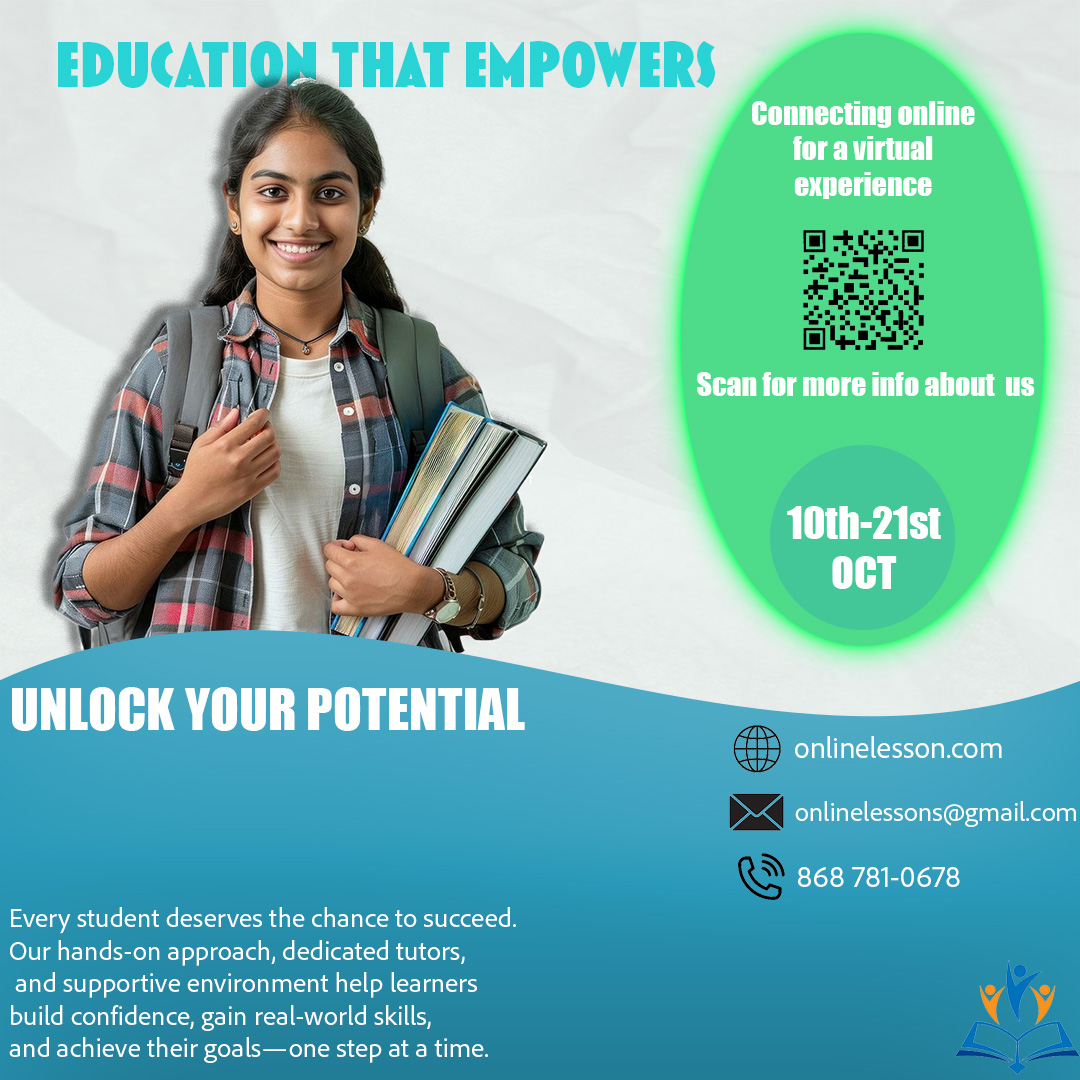 EDUCATION THAT EMPOWERS
Connecting online
for a virtual
experience
Scan for more info about us
10th-21st
OCT
UNLOCK YOUR POTENTIAL
onlinelesson.com
onlinelessons@gmail.com
868 781-0678
Every student deserves the chance to succeed.
Our hands-on approach, dedicated tutors,
and supportive environment help learners
build confidence, gain real-world skills,
and achieve their goals—one step at a time.